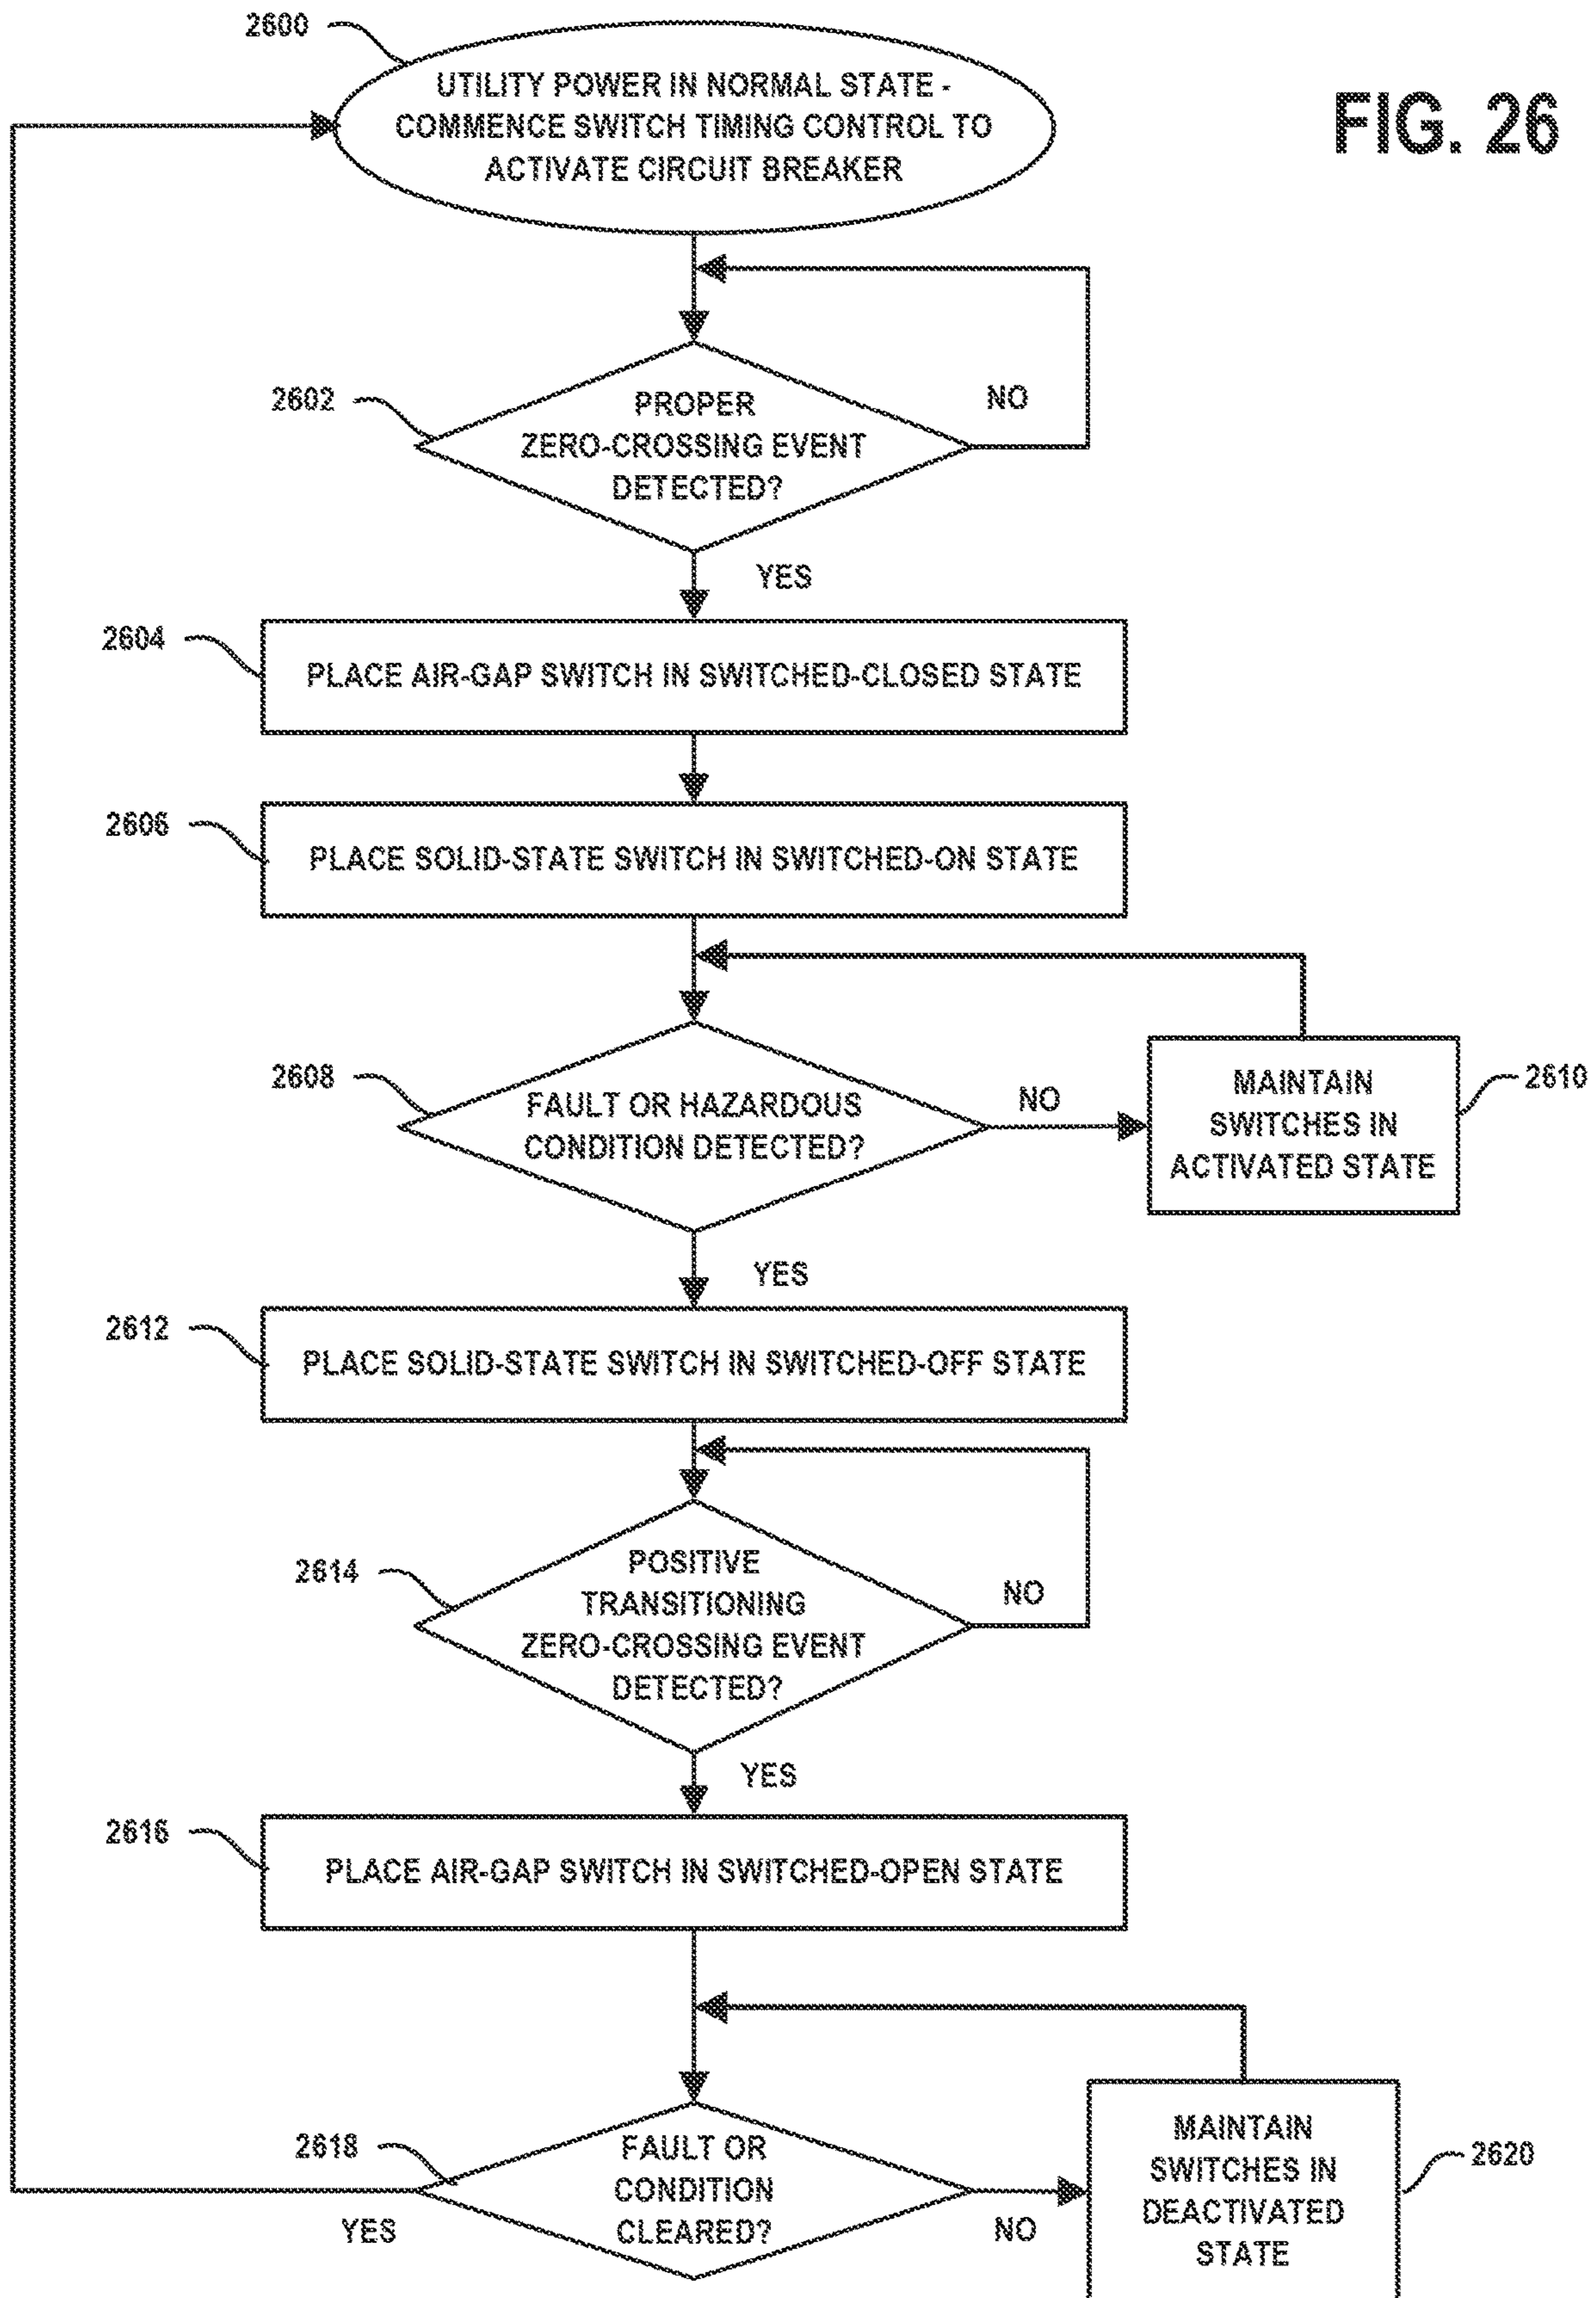 FIG. 26
2600
UTILITY POWER IN NORMAL STATE -
COMMENCE SWITCH TIMING CONTROL TO
ACTIVATE CIRCUIT BREAKER
2602
PROPER
ZERO-CROSSING EVENT
DETECTED?
NO
YES
2604
PLACE AIR-GAP SWITCH IN SWITCHED-CLOSED STATE
2606
PLACE SOLID-STATE SWITCH IN SWITCHED-ON STATE
2608
FAULT OR HAZARDOUS
CONDITION DETECTED?
NO
MAINTAIN
SWITCHES IN
ACTIVATED STATE
2610
YES
2612
PLACE SOLID-STATE SWITCH IN SWITCHED-OFF STATE
2614
POSITIVE
TRANSITIONING
ZERO-CROSSING EVENT
DETECTED?
NO
YES
2616
PLACE AIR-GAP SWITCH IN SWITCHED-OPEN STATE
2618
FAULT OR
CONDITION
CLEARED?
YES
NO
MAINTAIN
SWITCHES IN
DEACTIVATED
STATE
2620